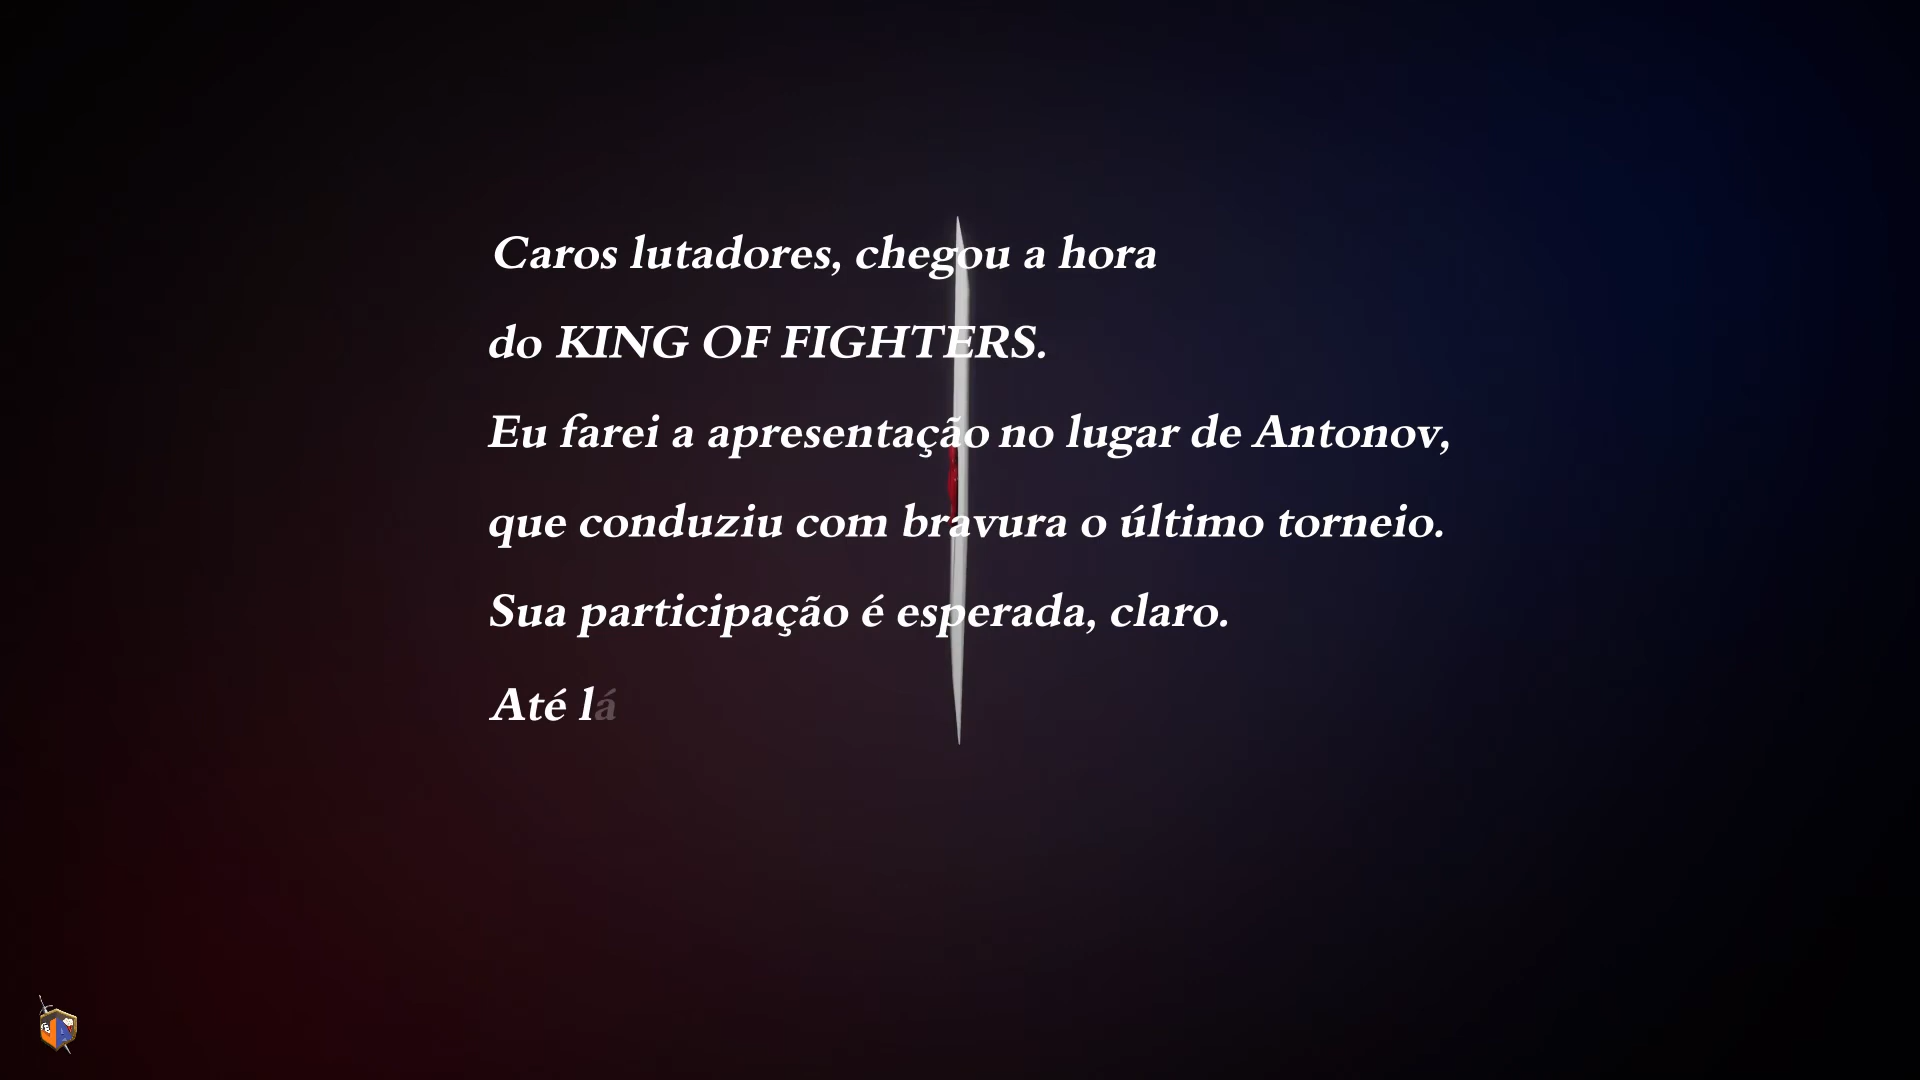 Caros lutadores, chegou a hora
do KING OF FIGHTERS.
Eu farei a apresentação no lugar de Antonov,
que conduziu com bravura o último torneio.
Sua participação é esperada, claro.
Até lá